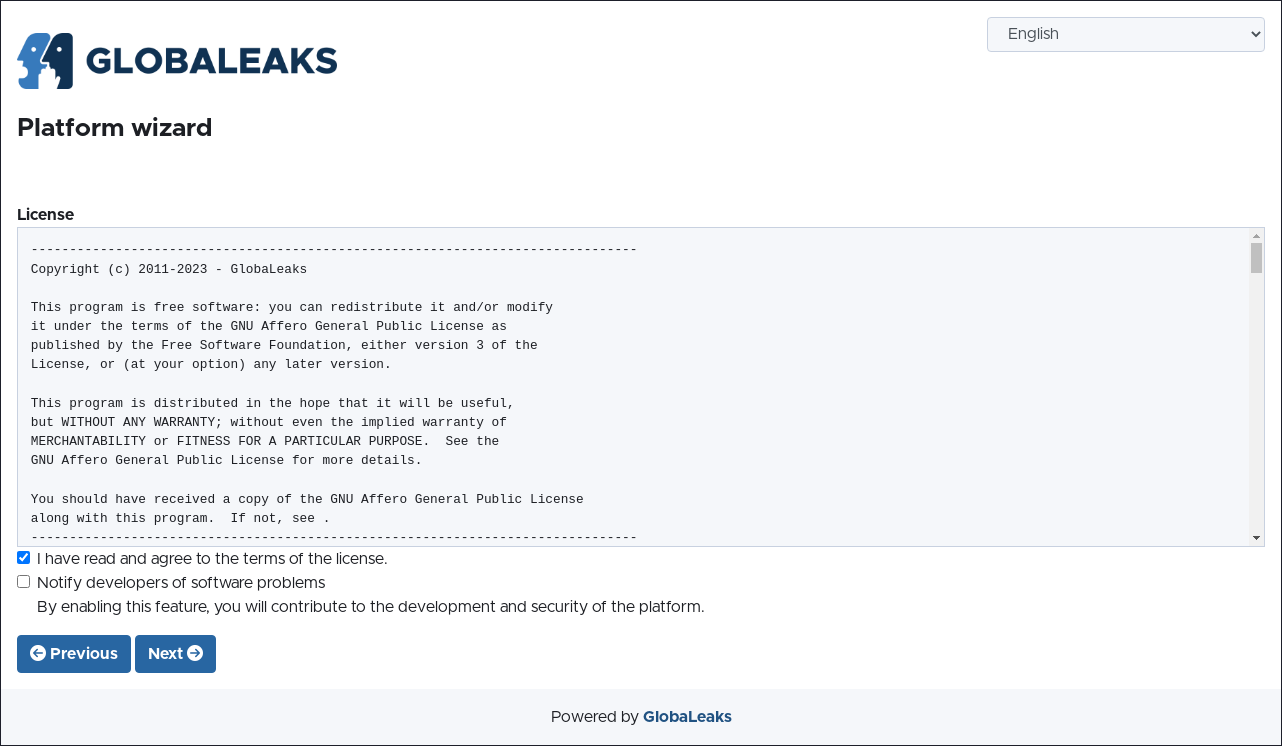 GLOBALEAKS
English
Platform wizard
License
-------------------------------------------------------------------------------
Copyright (c) 2011-2023 - GlobaLeaks
This program is free software: you can redistribute it and/or modify
it under the terms of the GNU Affero General Public License as
published by the Free Software Foundation, either version 3 of the
License, or (at your option) any later version.
This program is distributed in the hope that it will be useful,
but WITHOUT ANY WARRANTY; without even the implied warranty of
MERCHANTABILITY or FITNESS FOR A PARTICULAR PURPOSE.  See the
GNU Affero General Public License for more details.
You should have received a copy of the GNU Affero General Public License
along with this program.  If not, see .
-------------------------------------------------------------------------------
I have read and agree to the terms of the license.
Notify developers of software problems
By enabling this feature, you will contribute to the development and security of the platform.
Previous Next
Powered by GlobaLeaks